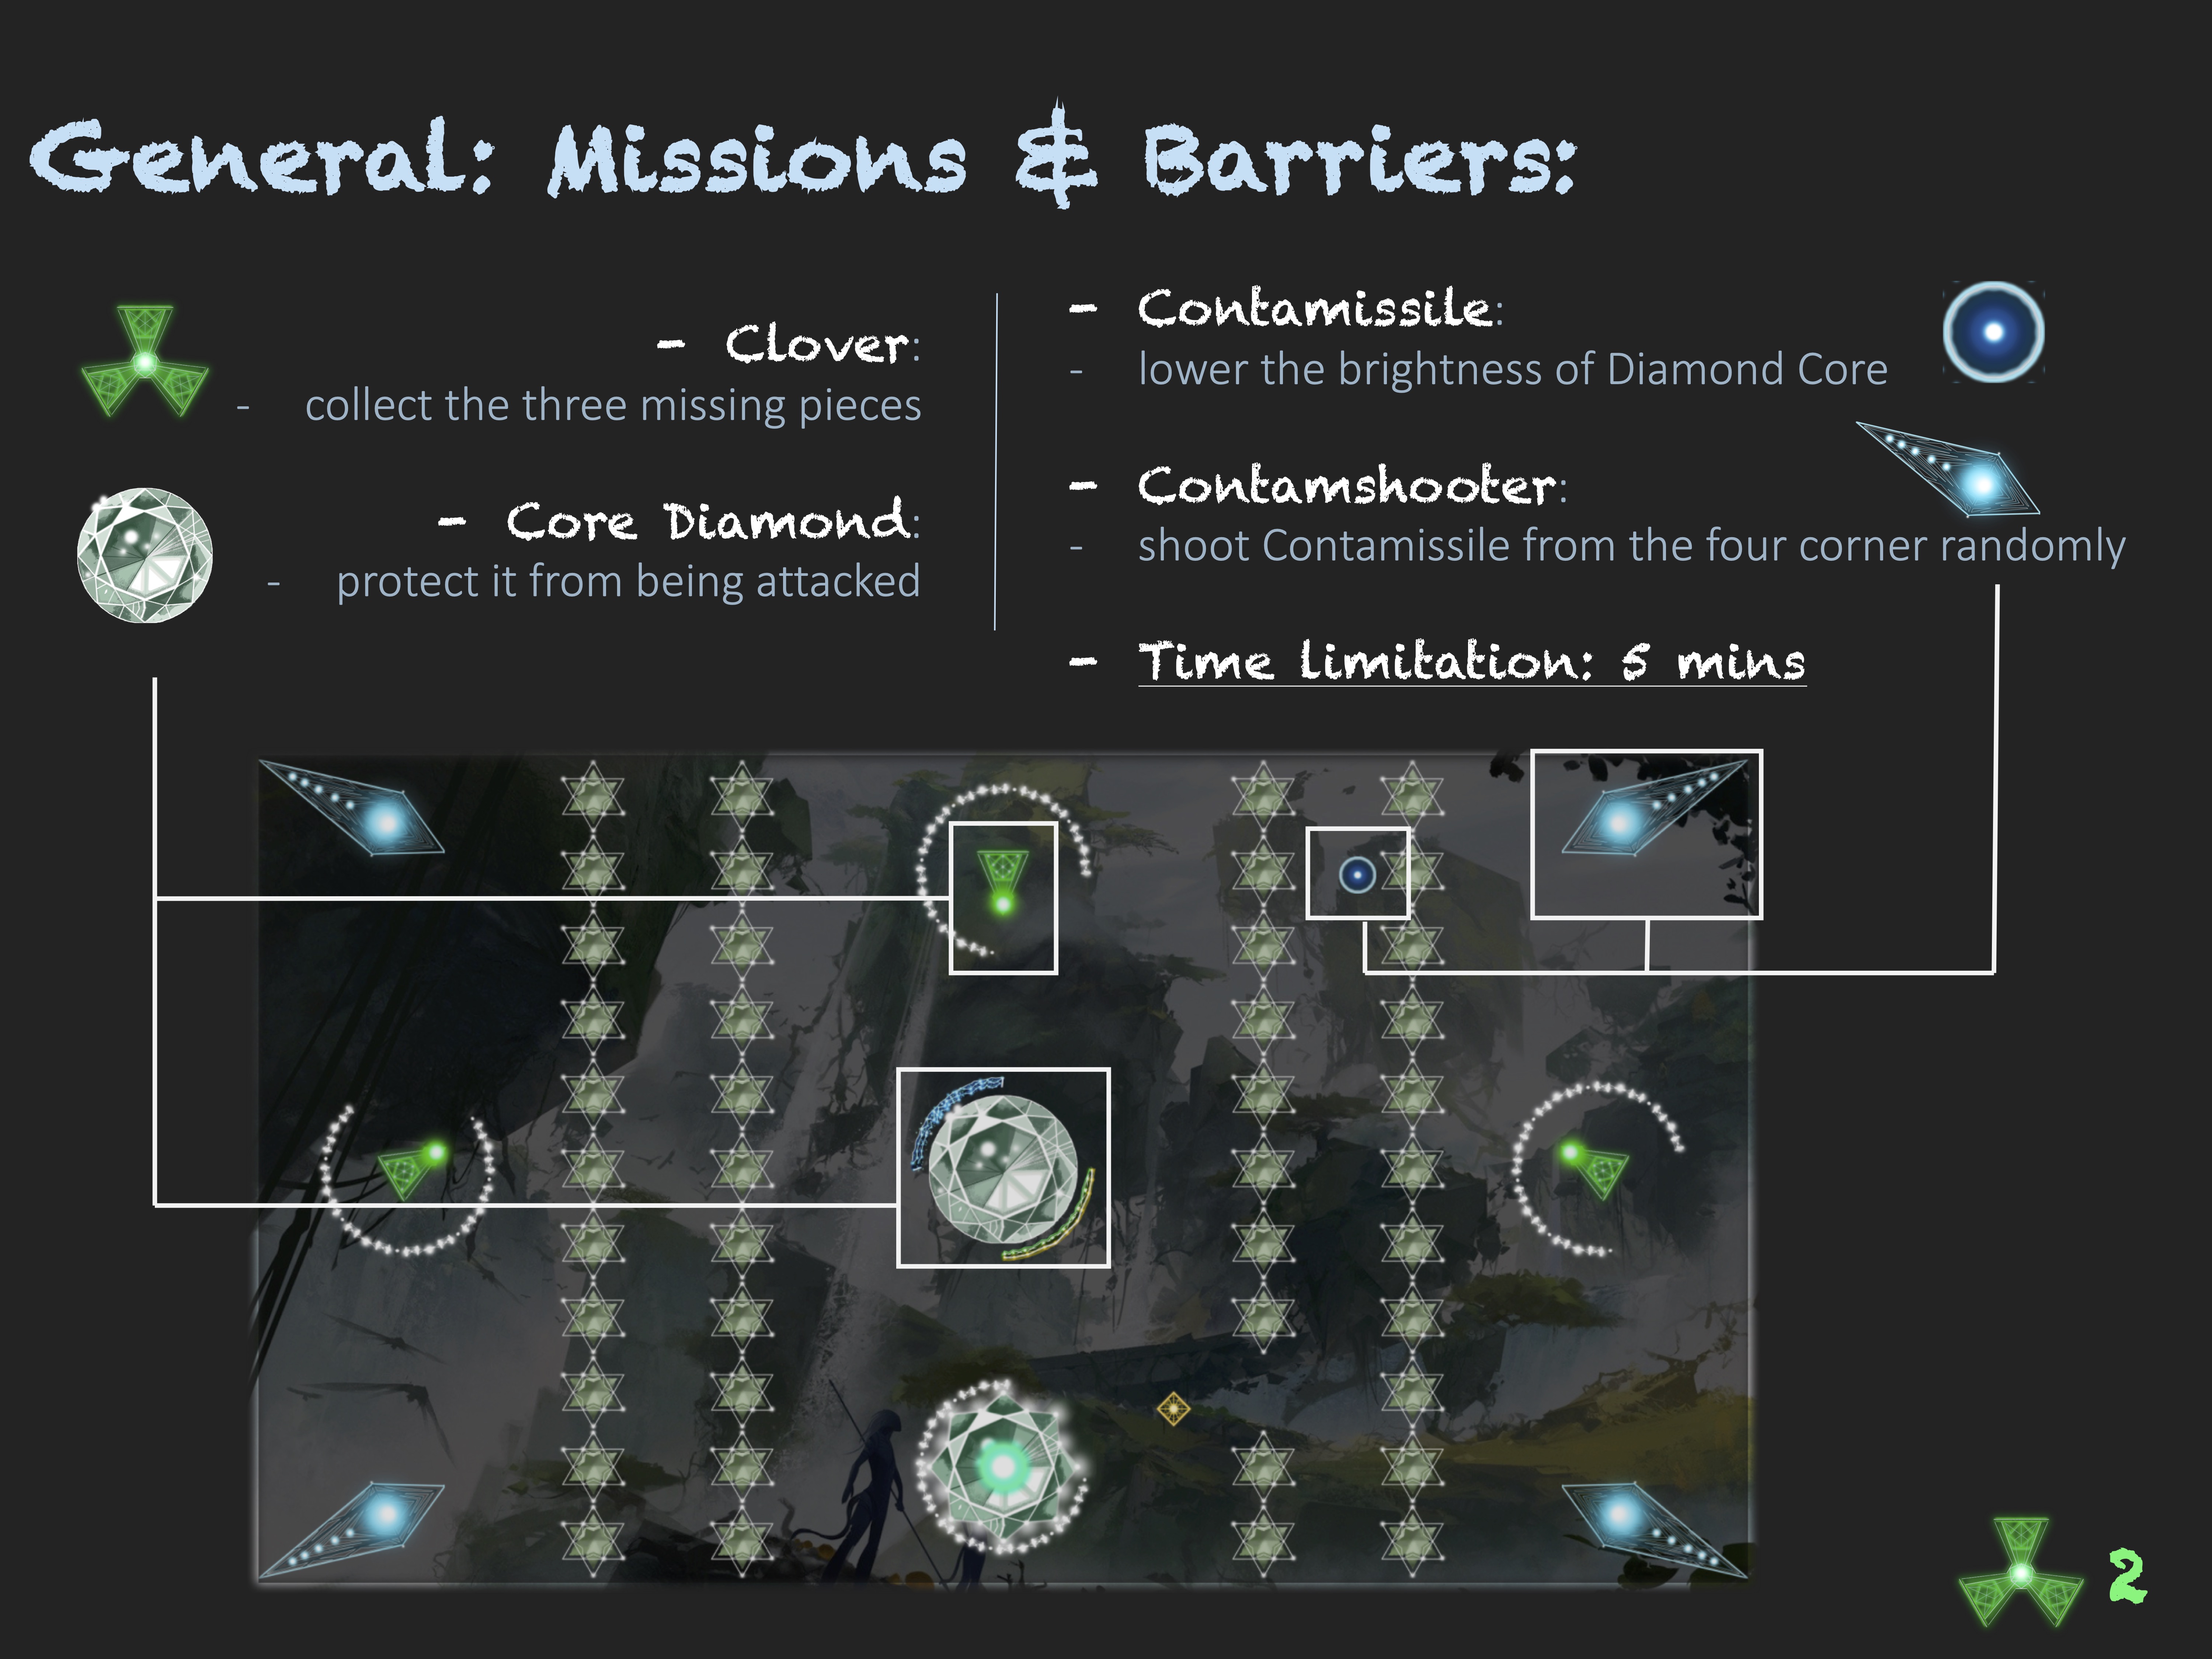 General: Missions & Barriers:
- Clover:
- collect the three missing pieces
- Core Diamond:
- protect it from being attacked
- Contamissile:
- lower the brightness of Diamond Core
- Contamshooter:
- shoot Contamissile from the four corner randomly
- Time limitation: 5 mins
2